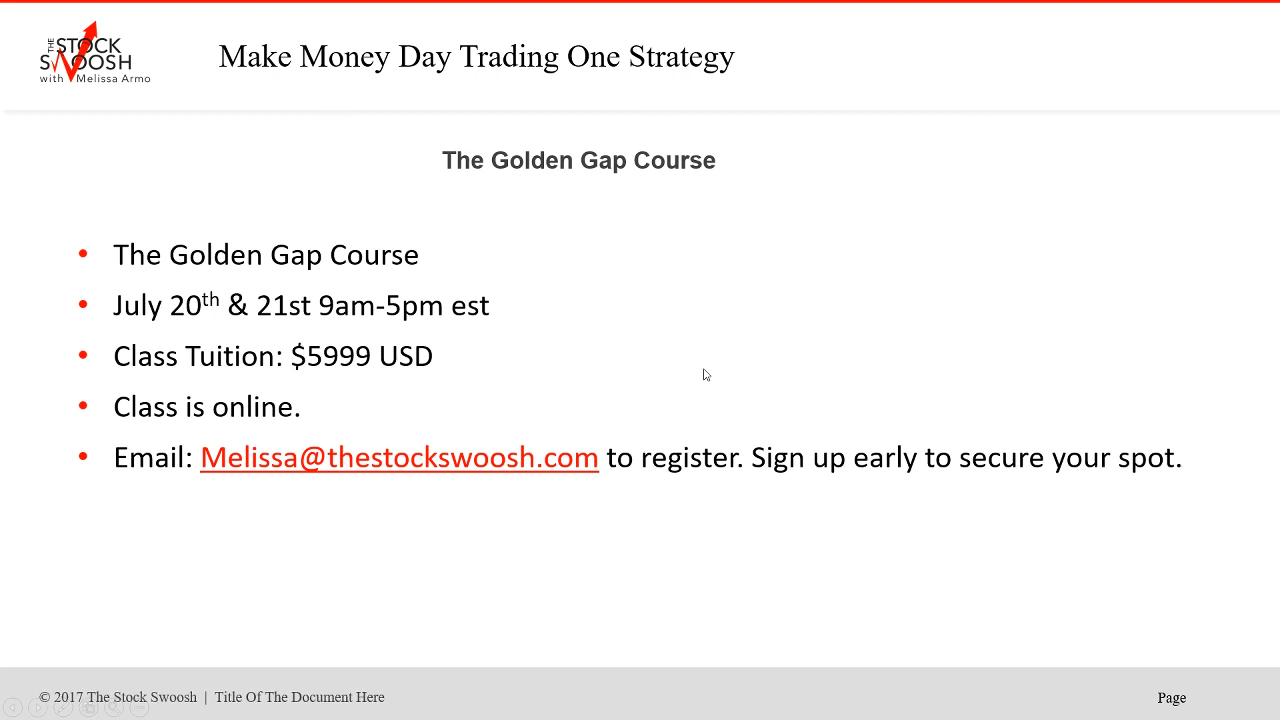 THE STOCK
SWOOSH
with Melissa Armo
Make Money Day Trading One Strategy
The Golden Gap Course
• The Golden Gap Course
• July 20th & 21st 9am-5pm est
• Class Tuition: $5999 USD
• Class is online.
• Email: Melissa@thestockswoosh.com to register. Sign up early to secure your spot.
© 2017 The Stock Swoosh | Title Of The Document Here
Page